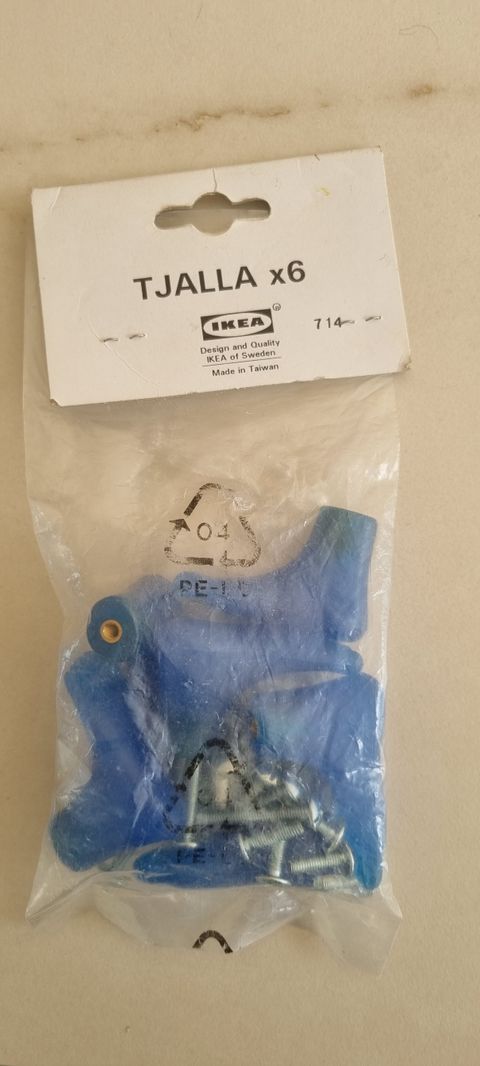 TJALLA x6
®
IKEA
714
Design and Quality
IKEA of Sweden
Made in Taiwan
04